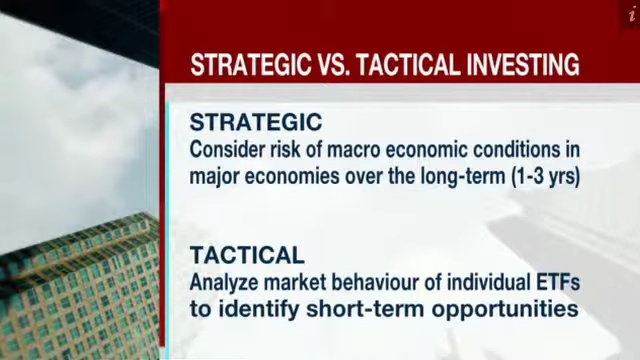 STRATEGIC VS. TACTICAL INVESTING
STRATEGIC
Consider risk of macro economic conditions in
major economies over the long-term (1-3 yrs)
TACTICAL
Analyze market behaviour of individual ETFs
to identify short-term opportunities
i